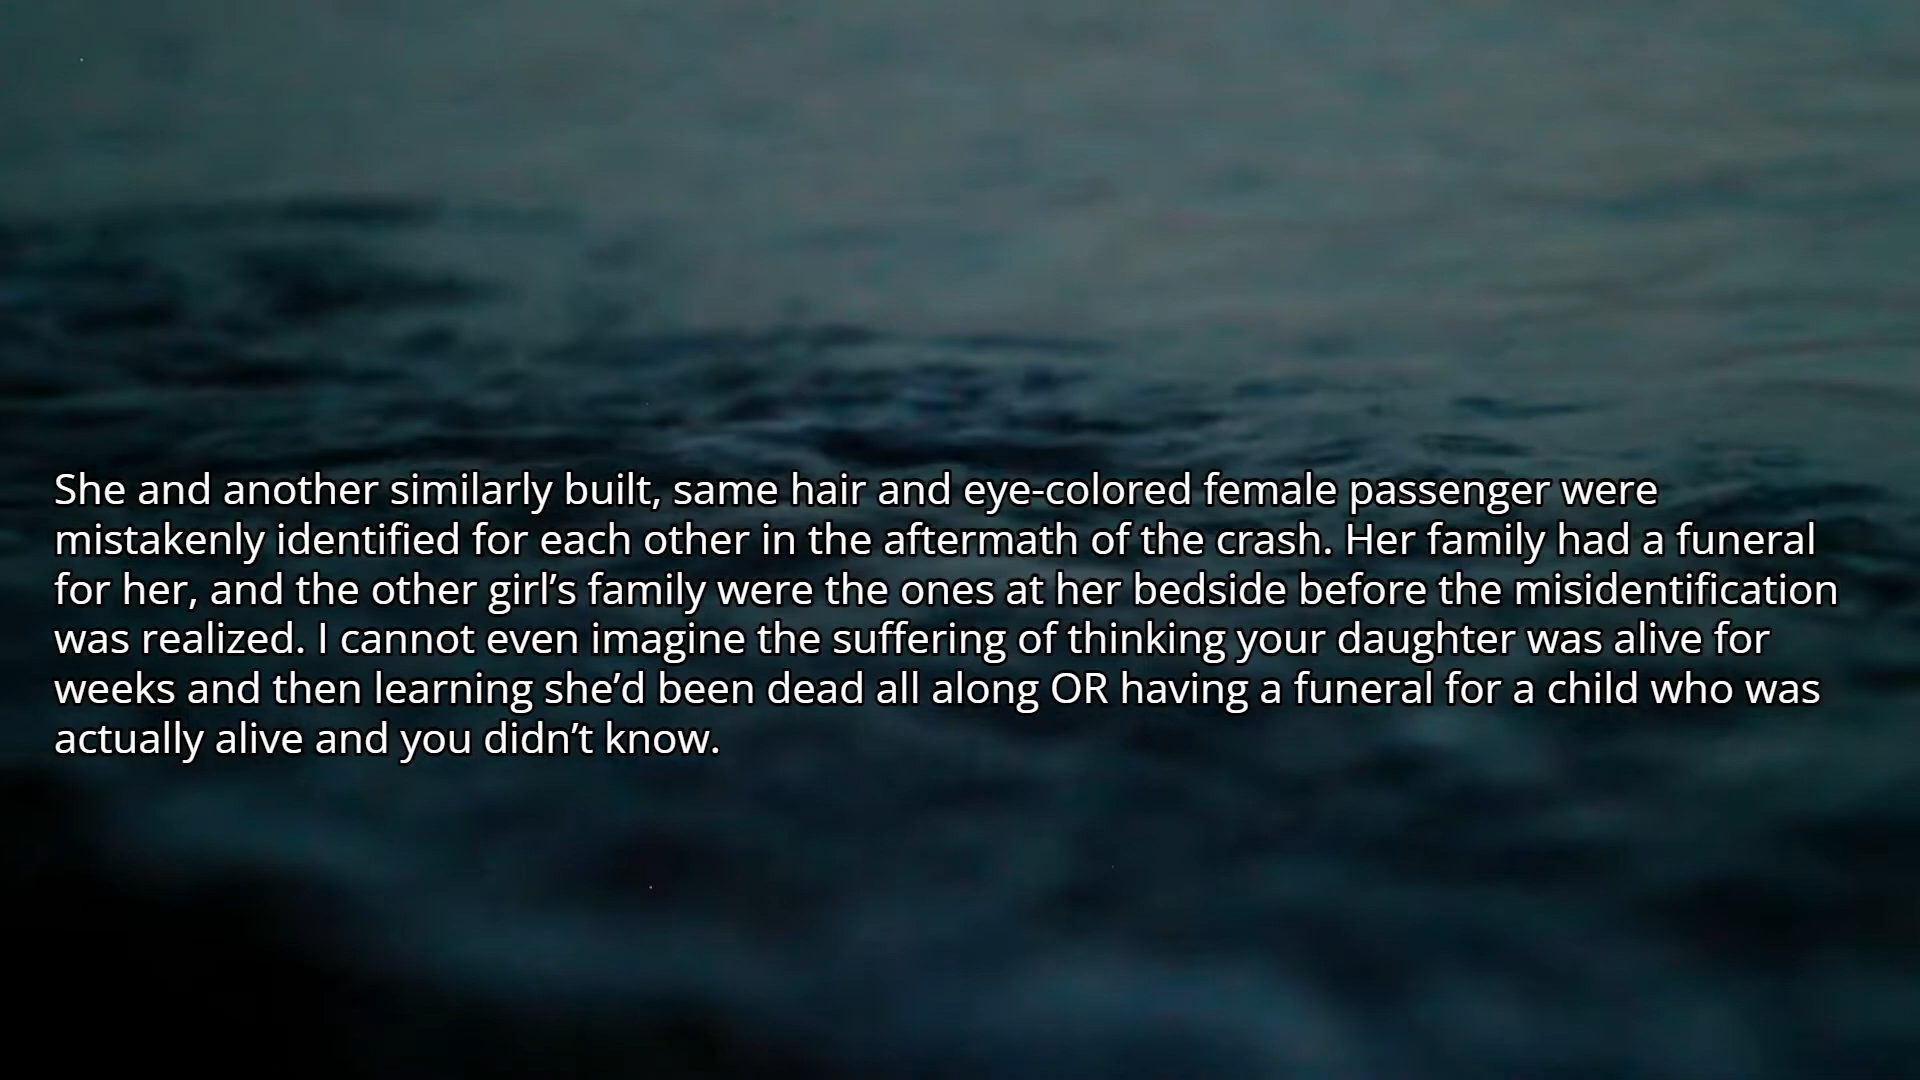 She and another similarly built, same hair and eye-colored female passenger were
mistakenly identified for each other in the aftermath of the crash. Her family had a funeral
for her, and the other girl’s family were the ones at her bedside before the misidentification
was realized. I cannot even imagine the suffering of thinking your daughter was alive for
weeks and then learning she’d been dead all along OR having a funeral for a child who was
actually alive and you didn’t know.